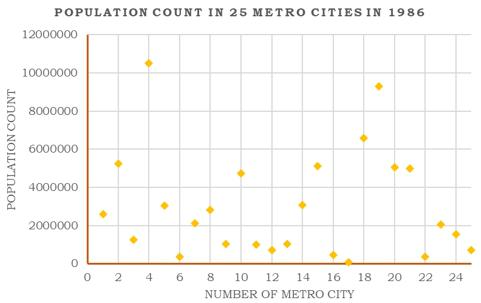 POPULATION COUNT IN 25 METRO CITIES IN 1986
12000000
10000000
8000000
6000000
4000000
2000000
0
POPULATION COUNT
0 2 4 6 8 10 12 14 16 18 20 22 24
NUMBER OF METRO CITY